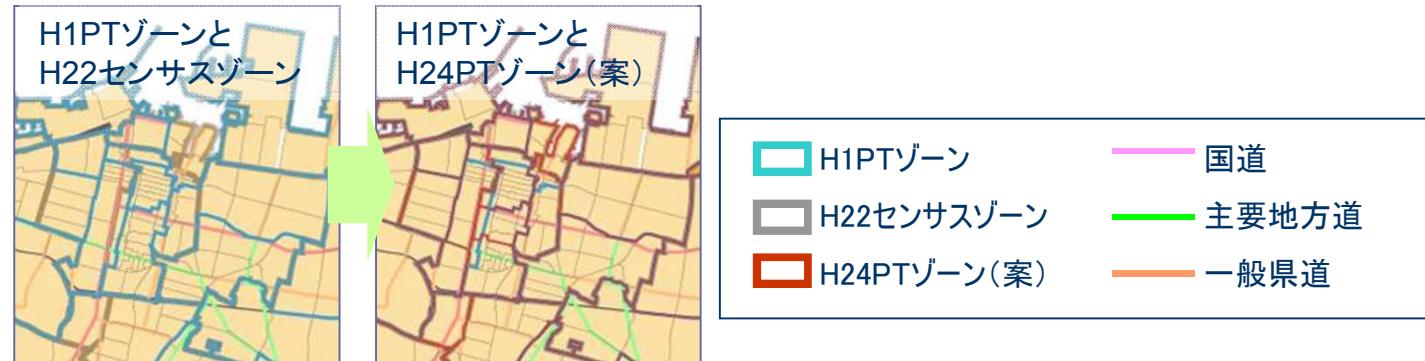 H1PTゾーンと
H22センサスゾーン
H1PTゾーンと
H24PTゾーン（案）
H1PTゾーン
国道
H22センサスゾーン
主要地方道
H24PTゾーン（案）
一般県道